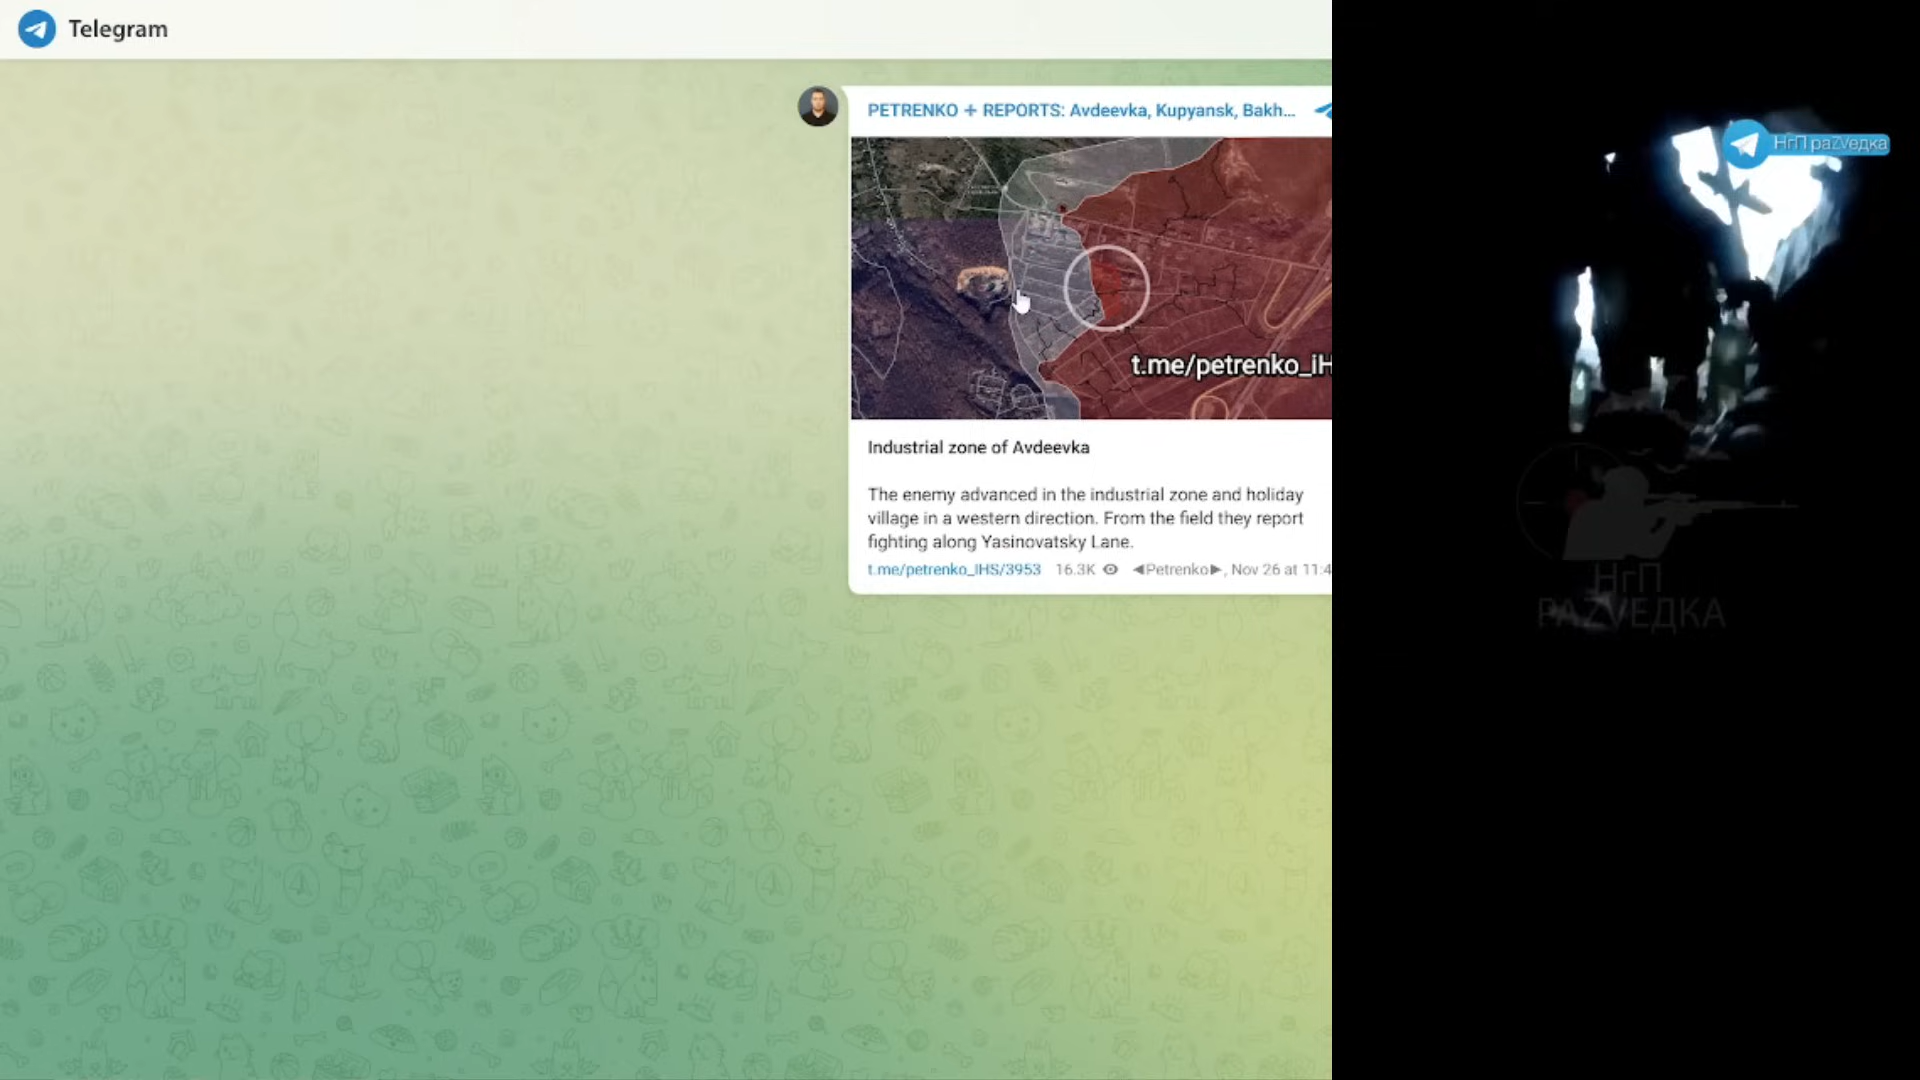 Telegram
PETRENKO + REPORTS: Avdeevka, Kupyansk, Bakh...
t.me/petrenko_iH
Industrial zone of Avdeevka
The enemy advanced in the industrial zone and holiday
village in a western direction. From the field they report
fighting along Yasinovatsky Lane.
t.me/petrenko_IHS/3953 16.3K ◀Petrenko▶, Nov 26 at 11:4
НгП раZVедка
НгП
РАZVЕДКА